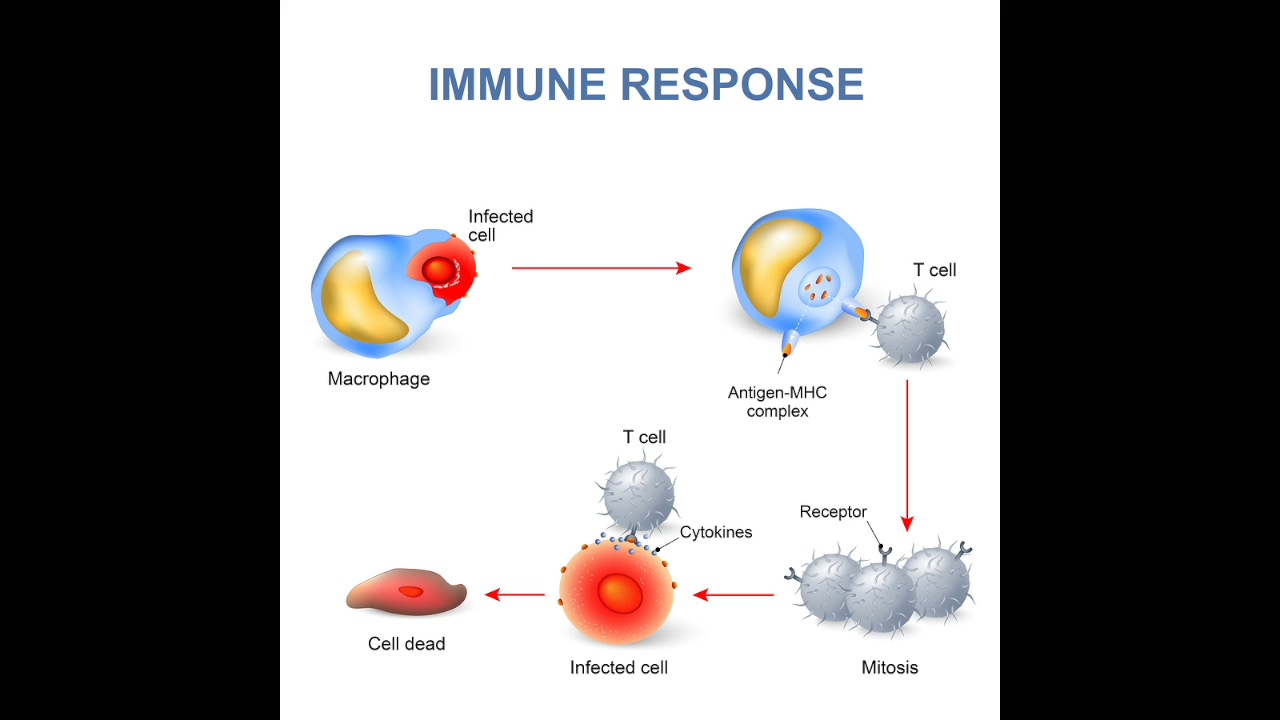 IMMUNE RESPONSE
Infected
cell
T cell
Macrophage
Antigen-MHC
complex
T cell
Receptor
Cytokines
Cell dead
Infected cell
Mitosis